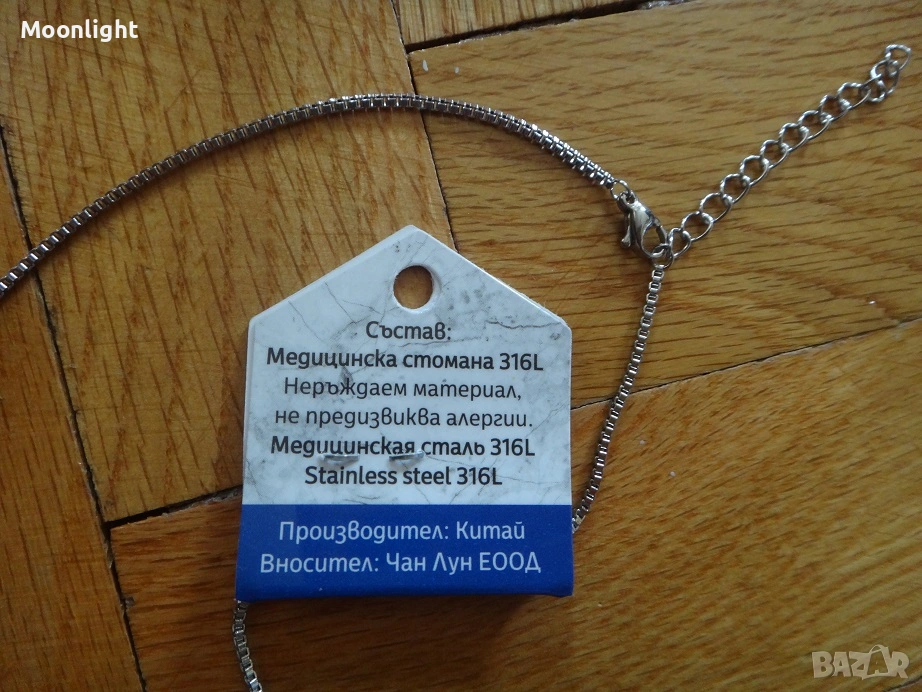 Moonlight
Състав:
Медицинска стомана 316L
Неръждаем материал,
не предизвиква алергии.
Медицинская сталь 316L
Stainless steel 316L
Производител: Китай
Вносител: Чан Лун ЕООД
BAZAR